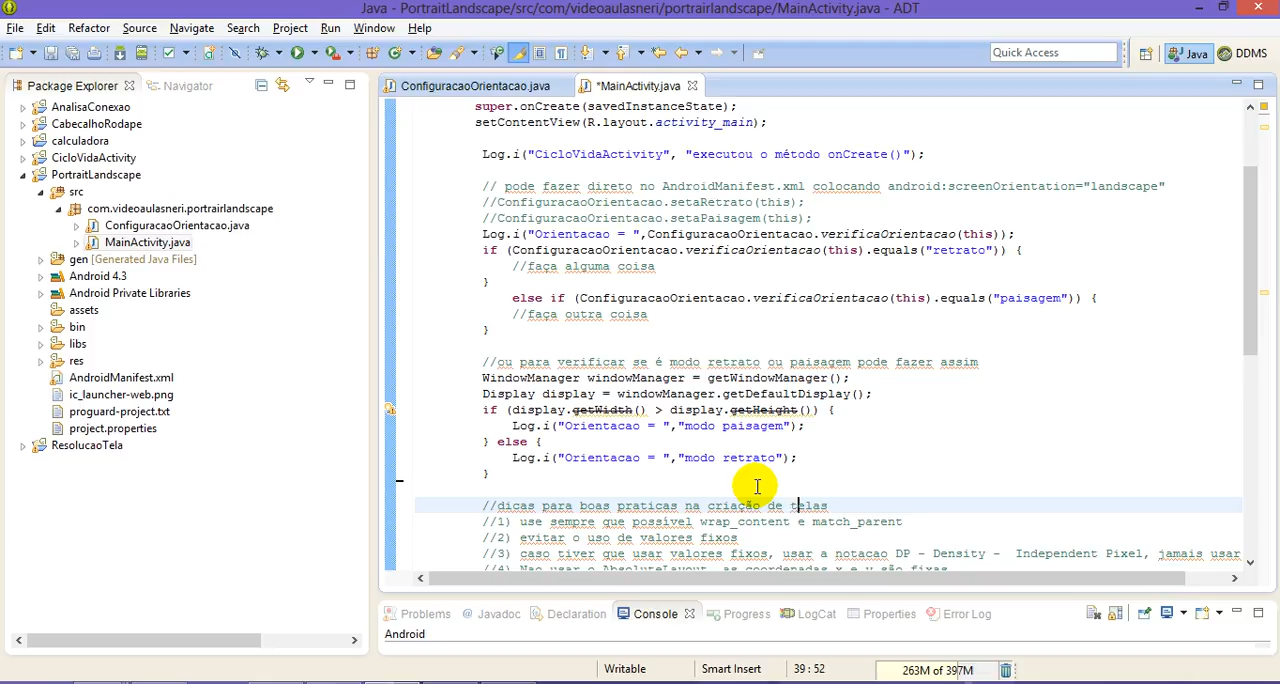 Java - PortraitLandscape/src/com/videoaulasneri/portrairlandscape/MainActivity.java - ADT
File Edit Refactor Source Navigate Search Project Run Window Help
Quick Access
Java
DDMS
Package Explorer
Navigator
ConfiguracaoOrientacao.java
*MainActivity.java
AnalisaConexao
CabecalhoRodape
calculadora
CicloVidaActivity
PortraitLandscape
src
com.videoaulasneri.portrairlandscape
ConfiguracaoOrientacao.java
MainActivity.java
gen [Generated Java Files]
Android 4.3
Android Private Libraries
assets
bin
libs
res
AndroidManifest.xml
ic_launcher-web.png
proguard-project.txt
project.properties
ResolucaoTela
super.onCreate(savedInstanceState);
setContentView(R.layout.activity_main);
Log.i("CicloVidaActivity", "executou o método onCreate()");
// pode fazer direto no AndroidManifest.xml colocando android:screenOrientation="landscape"
//ConfiguracaoOrientacao.setaRetrato(this);
//ConfiguracaoOrientacao.setaPaisagem(this);
Log.i("Orientacao = ",ConfiguracaoOrientacao.verificaOrientacao(this));
if (ConfiguracaoOrientacao.verificaOrientacao(this).equals("retrato")) {
//faça alguma coisa
}
else if (ConfiguracaoOrientacao.verificaOrientacao(this).equals("paisagem")) {
//faça outra coisa
}
//ou para verificar se é modo retrato ou paisagem pode fazer assim
WindowManager windowManager = getWindowManager();
Display display = windowManager.getDefaultDisplay();
if (display.getWidth() > display.getHeight()) {
Log.i("Orientacao = ","modo paisagem");
} else {
Log.i("Orientacao = ","modo retrato");
}
//dicas para boas praticas na criação de telas
//1) use sempre que possível wrap_content e match_parent
//2) evitar o uso de valores fixos
//3) caso tiver que usar valores fixos, usar a notacao DP - Density -  Independent Pixel, jamais usar
//4) Nao usar o AbsoluteLayout, as coordenadas x e y são fixas
Problems
Javadoc
Declaration
Console
Progress
LogCat
Properties
Error Log
Android
Writable
Smart Insert
39 : 52
263M of 397M